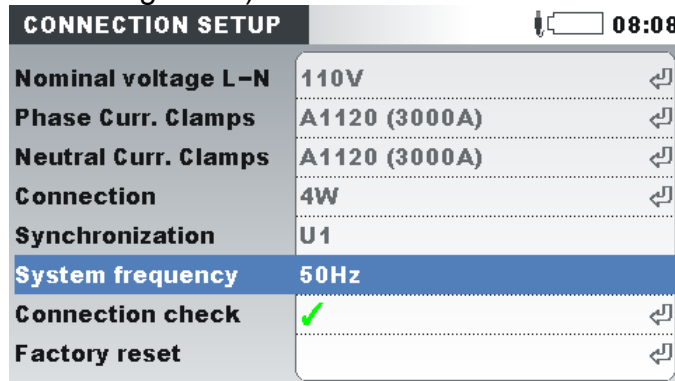 CONNECTION SETUP 08:08
Nominal voltage L-N 110V
Phase Curr. Clamps A1120 (3000A)
Neutral Curr. Clamps A1120 (3000A)
Connection 4W
Synchronization U1
System frequency 50Hz
Connection check ✓
Factory reset